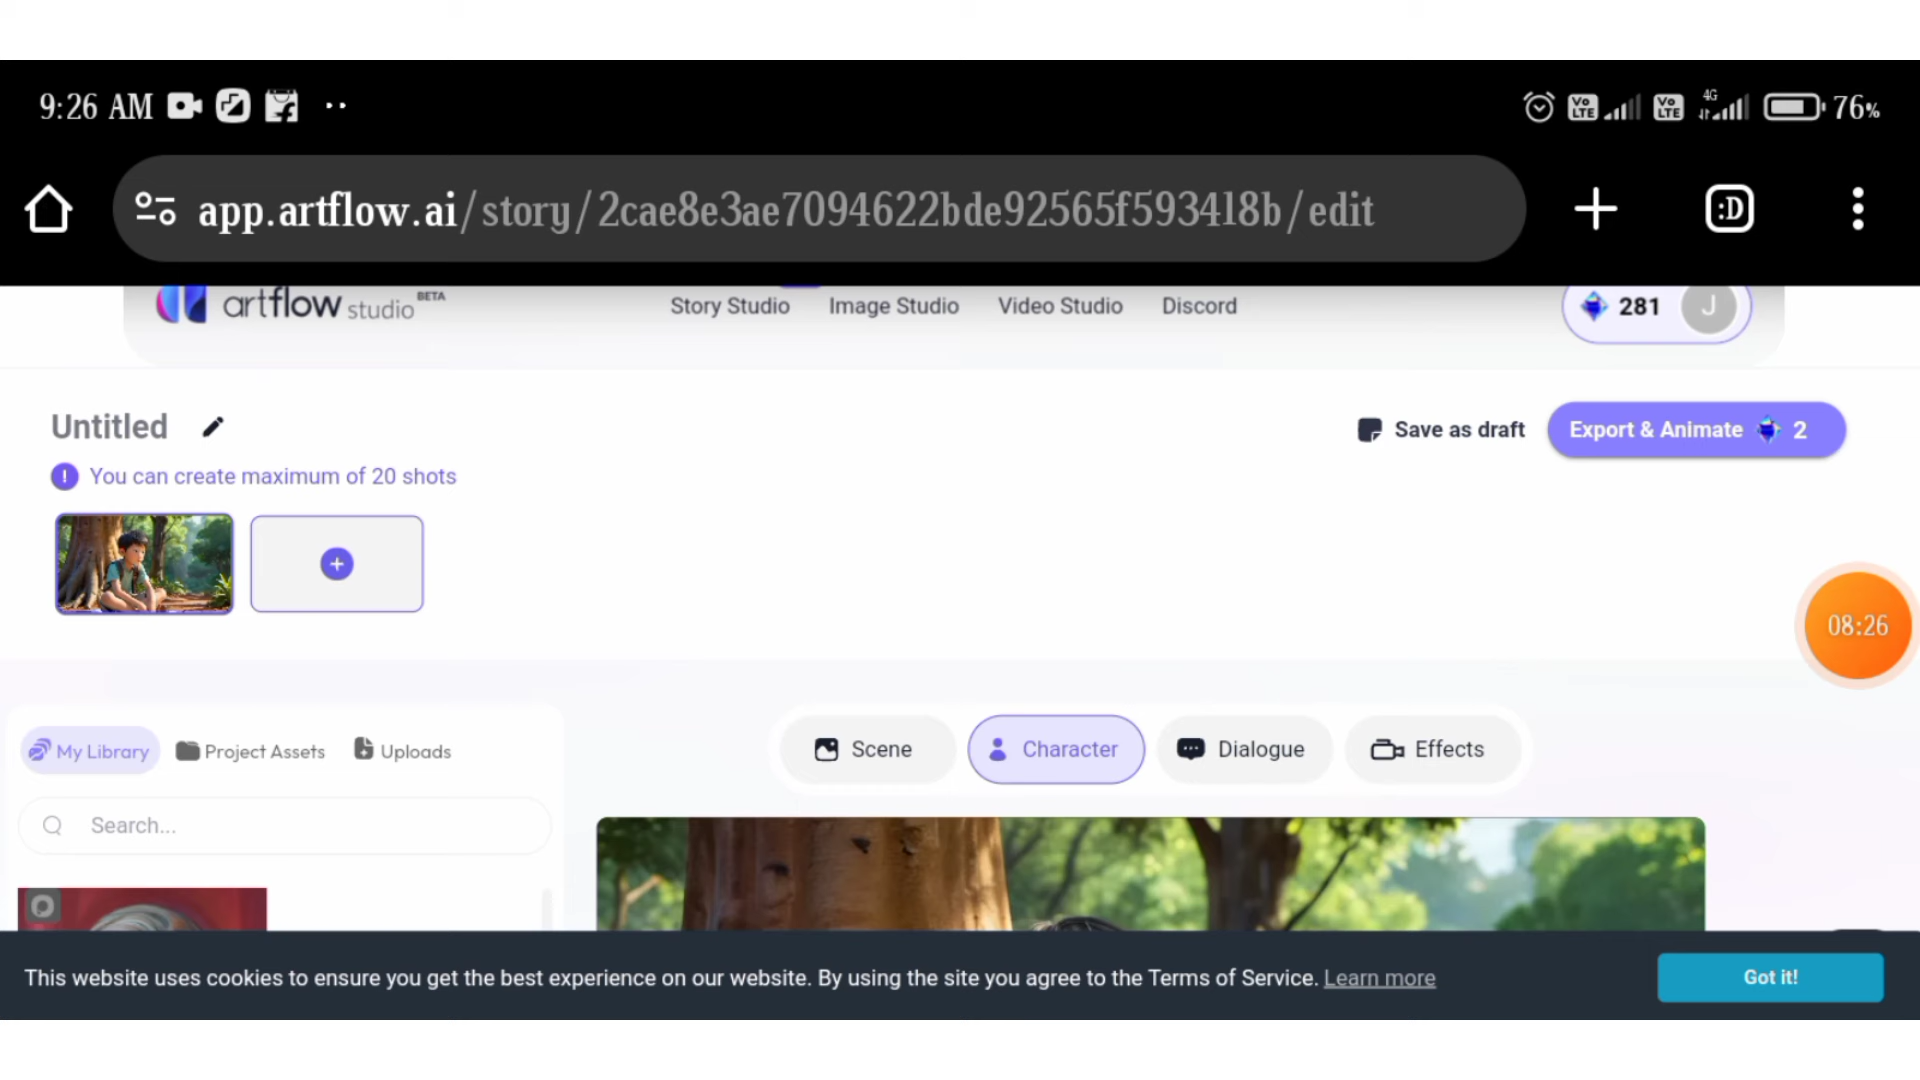 9:26 AM
4G
VoLTE VoLTE 76%
app.artflow.ai/story/2cae8e3ae7094622bde92565f593418b/edit
:D
artflow studio BETA
Story Studio Image Studio Video Studio Discord
281 J
Untitled
Save as draft
Export & Animate 2
! You can create maximum of 20 shots
08:26
My Library Project Assets Uploads
Scene Character Dialogue Effects
Search...
This website uses cookies to ensure you get the best experience on our website. By using the site you agree to the Terms of Service. Learn more
Got it!